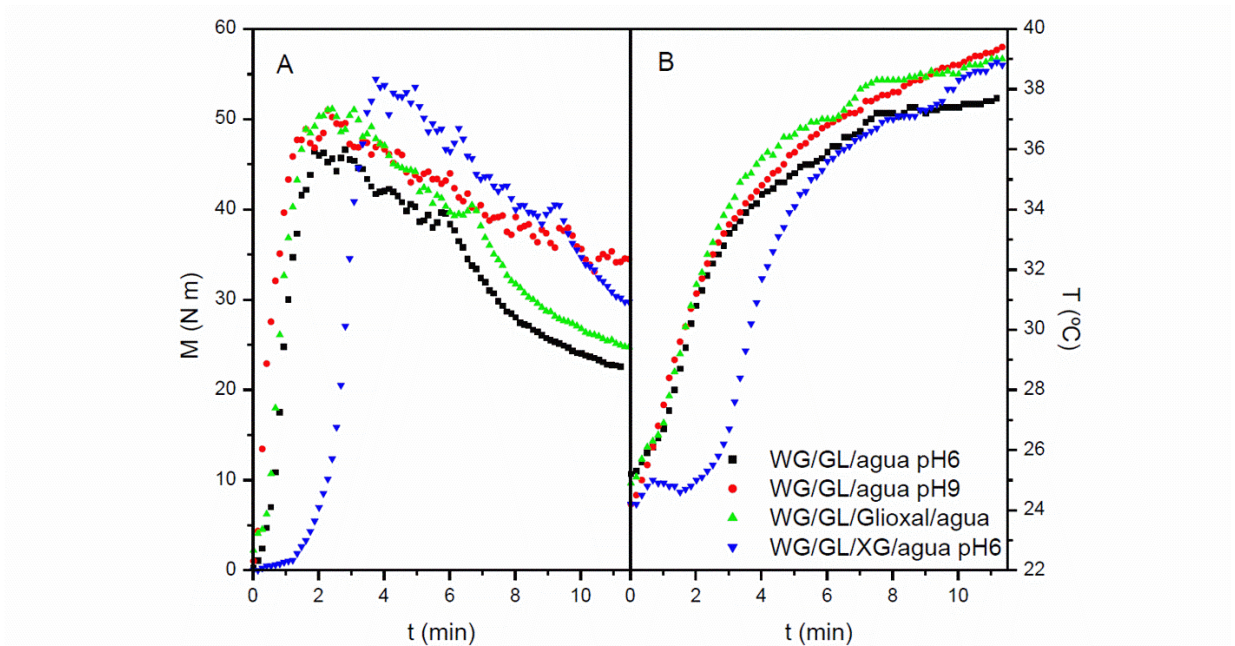 A
B
M (N m)
60
50
40
30
20
10
0
0 2 4 6 8 10
t (min)
T (ºC)
40
38
36
34
32
30
28
26
24
22
0 2 4 6 8 10
t (min)
WG/GL/agua pH6
WG/GL/agua pH9
WG/GL/Glioxal/agua
WG/GL/XG/agua pH6